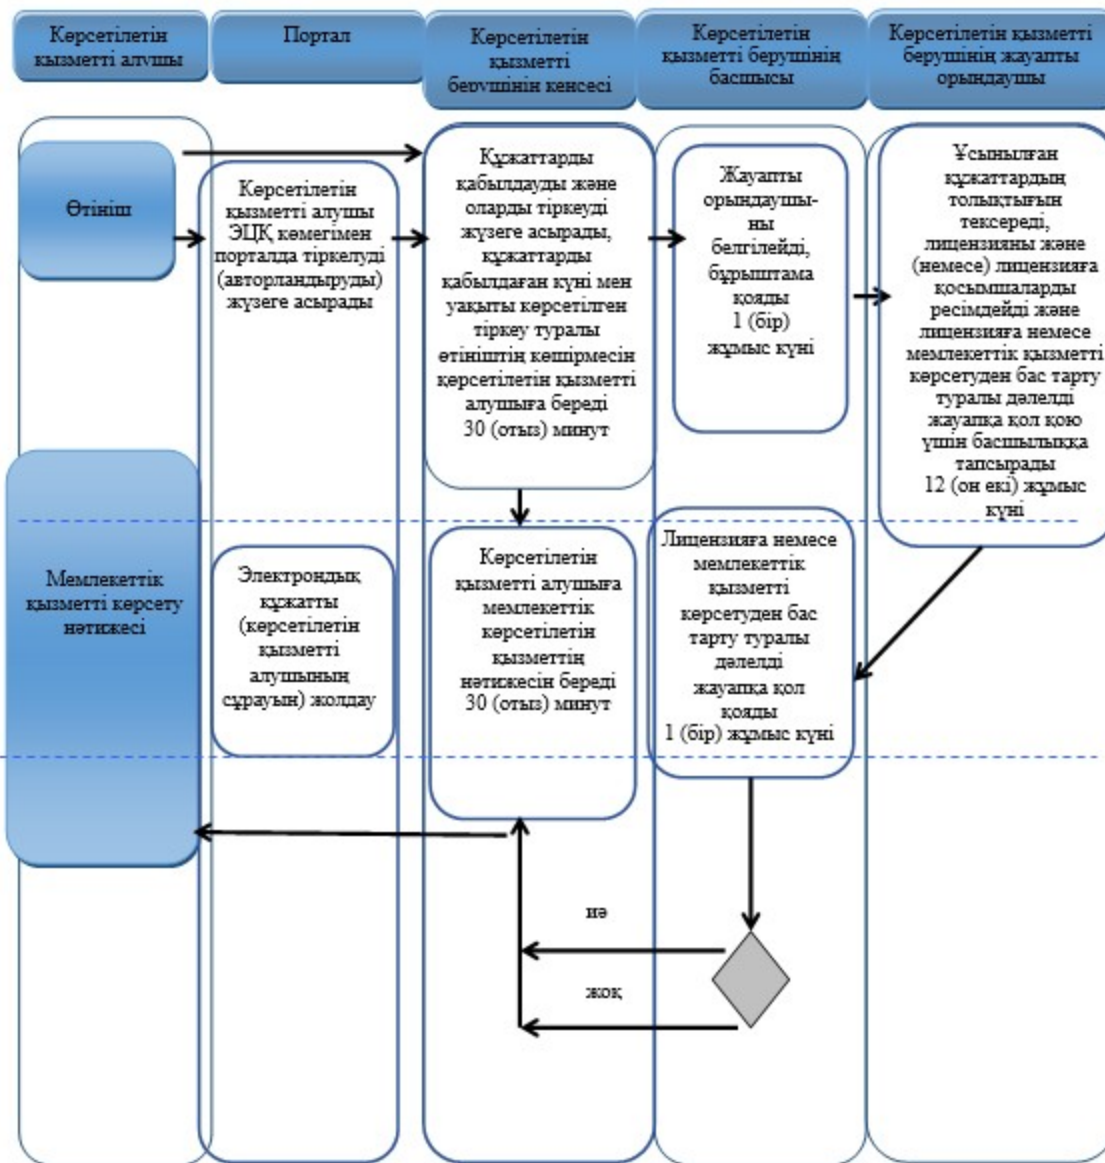 Көрсетілетін
қызметті алушы
Портал
Көрсетілетін
қызметті
берушінің кеңсесі
Көрсетілетін
қызметті берушінің
басшысы
Көрсетілетін қызметті
берушінің жауапты
орындаушы
Өтініш
Көрсетілетін
қызметті алушы
ЭЦҚ көмегімен
порталда тіркелуді
(авторландыруды)
жүзеге асырады
Құжаттарды
қабылдауды және
оларды тіркеуді
жүзеге асырады,
құжаттарды
қабылдаған күні мен
уақыты көрсетілген
тіркеу туралы
өтініштің көшірмесін
қөрсетілетін қызметті
алушыға береді
30 (отыз) минут
Жауапты
орындаушы-
ны
белгілейді,
бұрыштама
қояды
1 (бір)
жұмыс күні
Ұсынылған
құжаттардың
толықтығын
тексереді,
лицензияны және
(немесе) лицензияға
қосымшаларды
ресімдейді және
лицензияға немесе
мемлекеттік қызметті
көрсетуден бас тарту
туралы дәлелді
жауапқа қол қою
үшін басшылыққа
тапсырады
12 (он екі) жұмыс
күні
Мемлекеттік
қызметті көрсету
нәтижесі
Электрондық
құжатты
(көрсетілетін
қызметті
алушының
сұрауын) жолдау
Көрсетілетін
қызметті алушыға
мемлекеттік
көрсетілетін
қызметтің
нәтижесін береді
30 (отыз) минут
Лицензияға немесе
мемлекеттік
қызметті
көрсетуден бас
тарту туралы
дәлелді
жауапқа қол
қояды
1 (бір) жұмыс күні
иә
жоқ